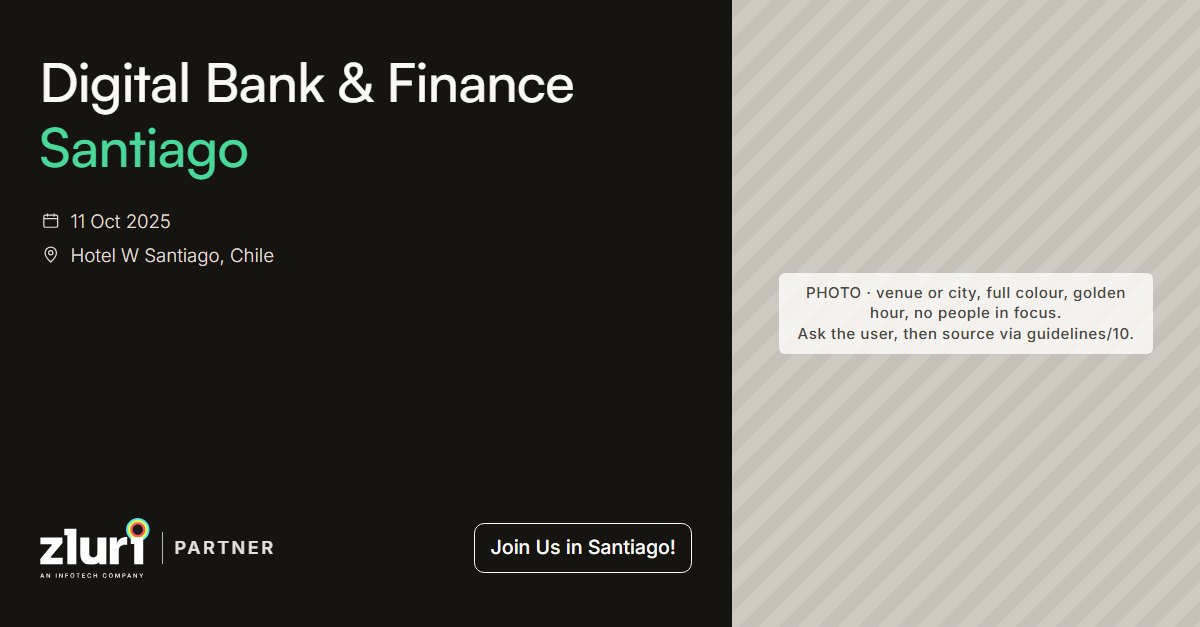 Digital Bank & Finance
Santiago
11 Oct 2025
Hotel W Santiago, Chile
PHOTO · venue or city, full colour, golden
hour, no people in focus.
Ask the user, then source via guidelines/10.
zluri
AN INFOTECH COMPANY
PARTNER
Join Us in Santiago!